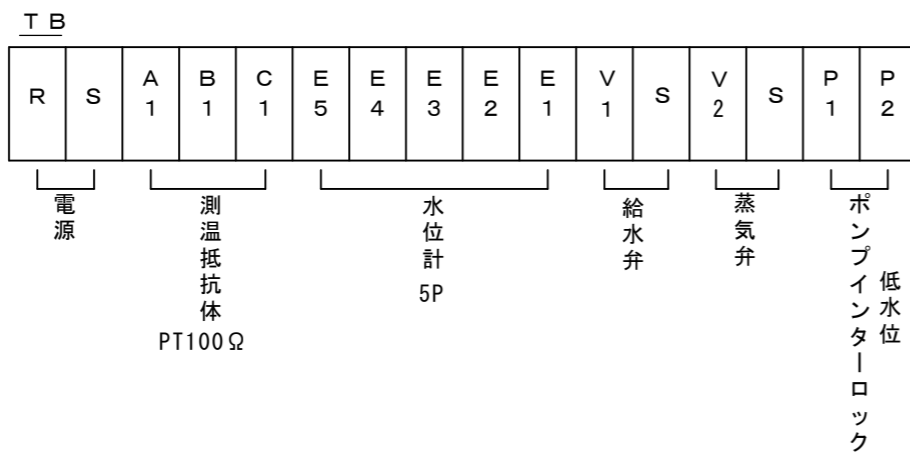 TB
R S A1 B1 C1 E5 E4 E3 E2 E1 V1 S V2 S P1 P2
電源
測温抵抗体
PT100Ω
水位計
5P
給水弁
蒸気弁
ポンプインターロック
低水位